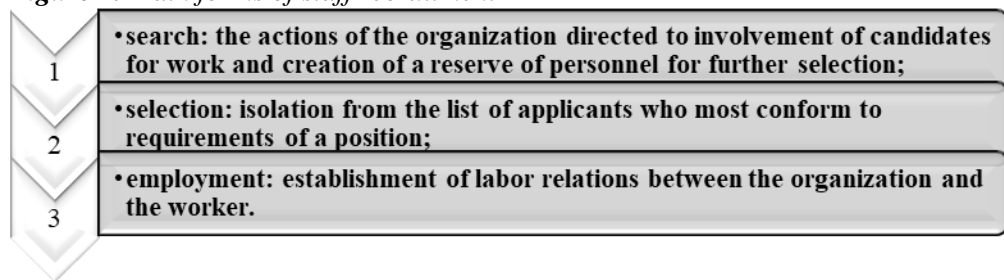 1
•search: the actions of the organization directed to involvement of candidates
for work and creation of a reserve of personnel for further selection;
2
•selection: isolation from the list of applicants who most conform to
requirements of a position;
3
•employment: establishment of labor relations between the organization and
the worker.